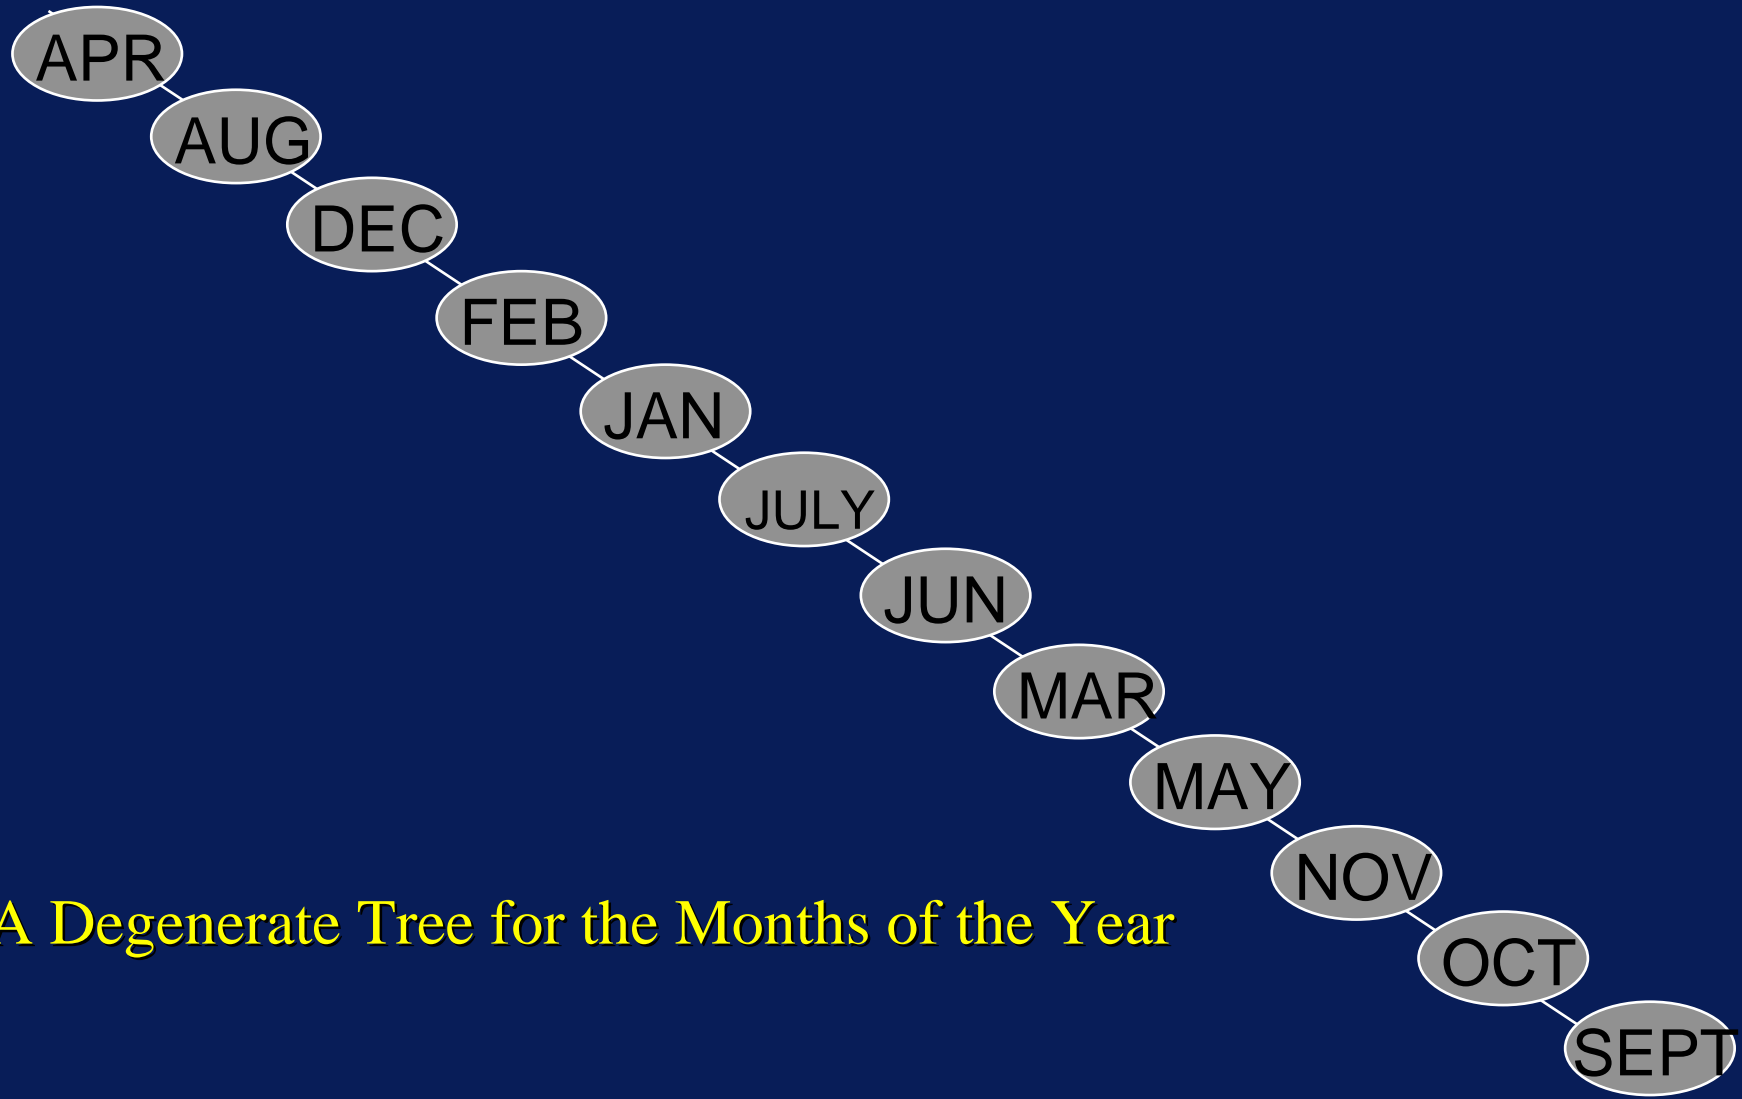 APR
AUG
DEC
FEB
JAN
JULY
JUN
MAR
MAY
NOV
A Degenerate Tree for the Months of the Year
OCT
SEPT